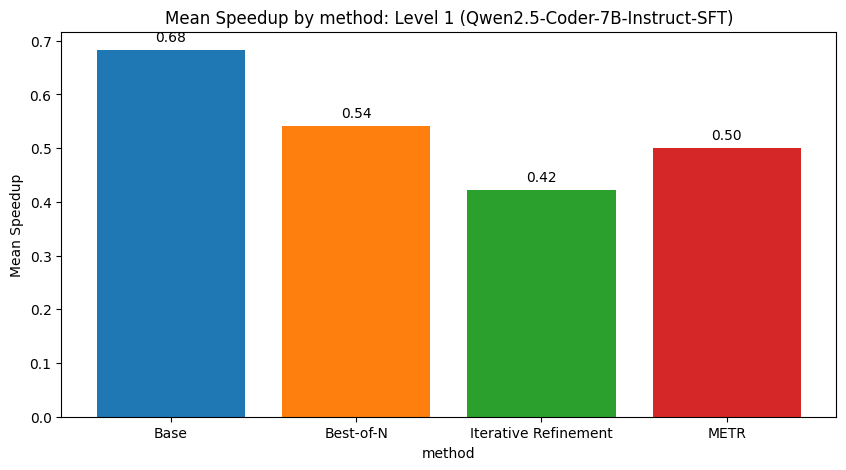 Mean Speedup by method: Level 1 (Qwen2.5-Coder-7B-Instruct-SFT)
Mean Speedup
0.7
0.6
0.5
0.4
0.3
0.2
0.1
0.0
0.68
0.54
0.42
0.50
Base
Best-of-N
Iterative Refinement
METR
method